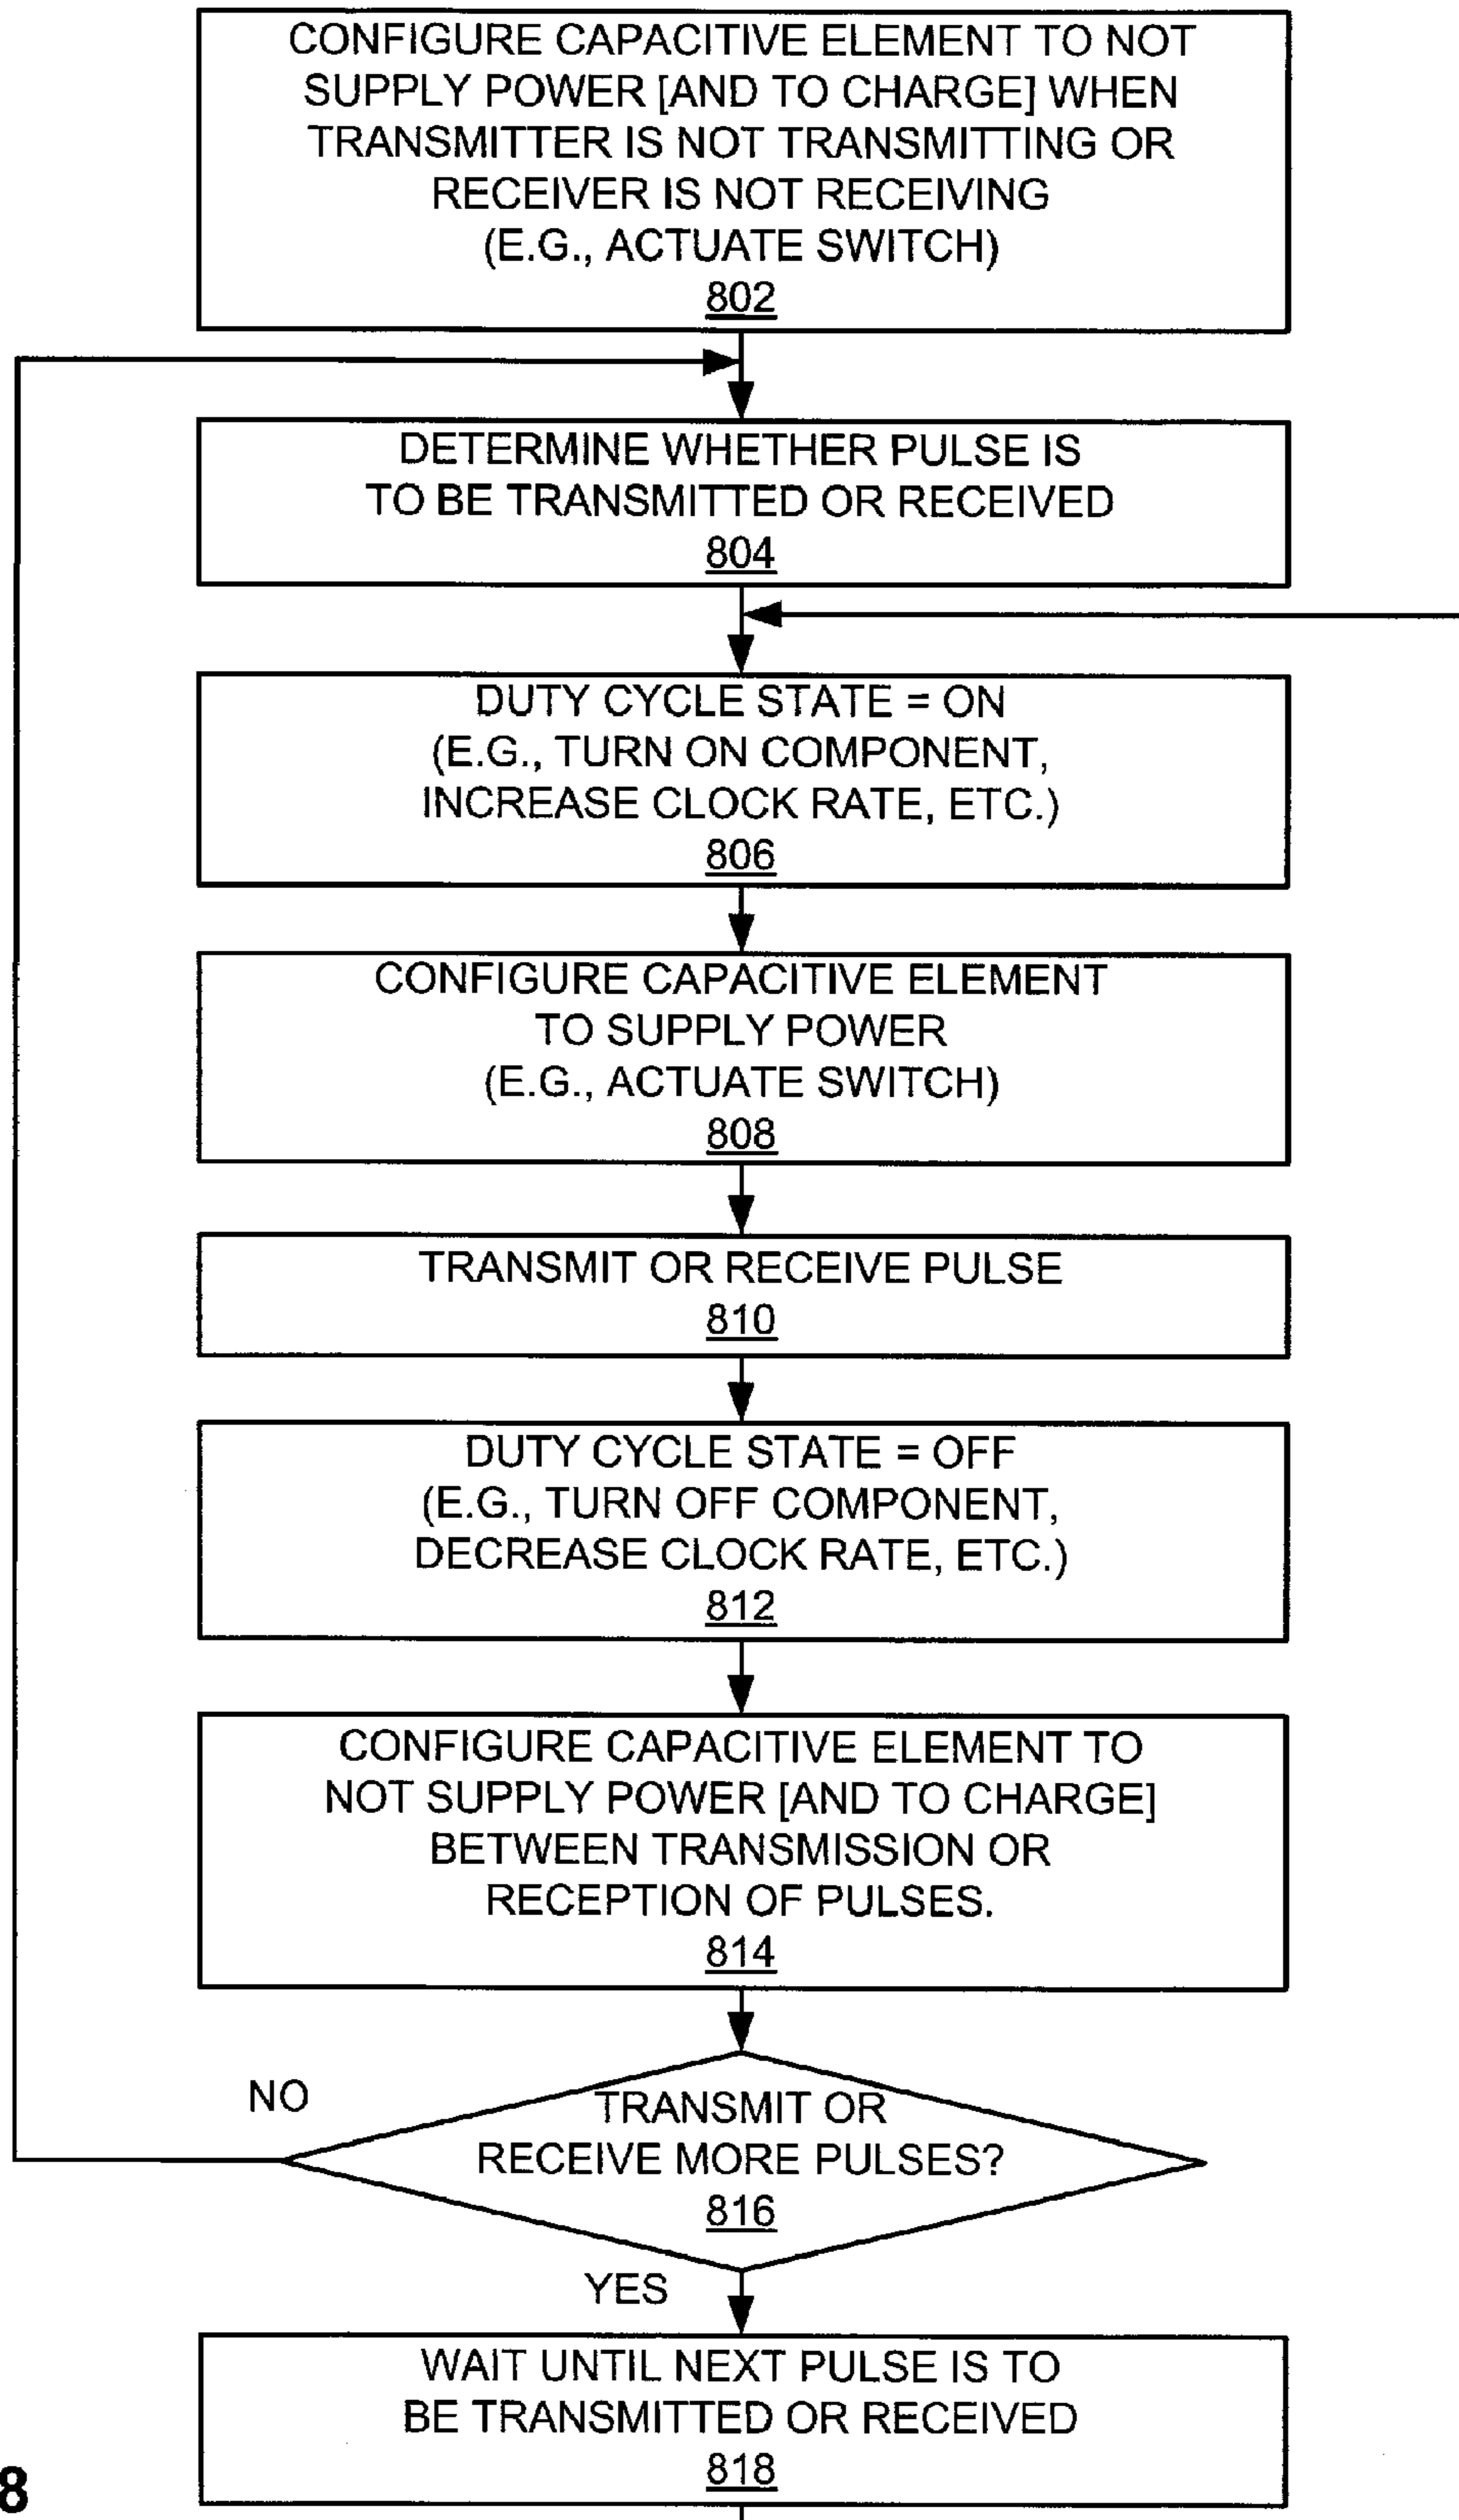 CONFIGURE CAPACITIVE ELEMENT TO NOT
SUPPLY POWER [AND TO CHARGE] WHEN
TRANSMITTER IS NOT TRANSMITTING OR
RECEIVER IS NOT RECEIVING
(E.G., ACTUATE SWITCH)
802
DETERMINE WHETHER PULSE IS
TO BE TRANSMITTED OR RECEIVED
804
DUTY CYCLE STATE = ON
(E.G., TURN ON COMPONENT,
INCREASE CLOCK RATE, ETC.)
806
CONFIGURE CAPACITIVE ELEMENT
TO SUPPLY POWER
(E.G., ACTUATE SWITCH)
808
TRANSMIT OR RECEIVE PULSE
810
DUTY CYCLE STATE = OFF
(E.G., TURN OFF COMPONENT,
DECREASE CLOCK RATE, ETC.)
812
CONFIGURE CAPACITIVE ELEMENT TO
NOT SUPPLY POWER [AND TO CHARGE]
BETWEEN TRANSMISSION OR
RECEPTION OF PULSES.
814
NO
TRANSMIT OR
RECEIVE MORE PULSES?
816
YES
WAIT UNTIL NEXT PULSE IS TO
BE TRANSMITTED OR RECEIVED
818
8